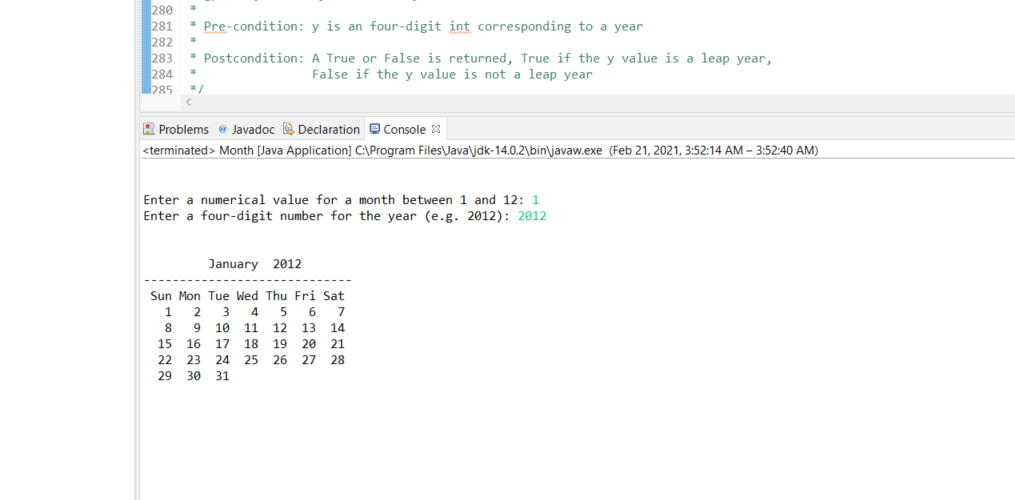 280 *
281 * Pre-condition: y is an four-digit int corresponding to a year
282 *
283 * Postcondition: A True or False is returned, True if the y value is a leap year,
284 * False if the y value is not a leap year
285 */
Problems @ Javadoc Declaration Console
<terminated> Month [Java Application] C:\Program Files\Java\jdk-14.0.2\bin\javaw.exe (Feb 21, 2021, 3:52:14 AM – 3:52:40 AM)
Enter a numerical value for a month between 1 and 12: 1
Enter a four-digit number for the year (e.g. 2012): 2012
January 2012
-----------------------------
Sun Mon Tue Wed Thu Fri Sat
1 2 3 4 5 6 7
8 9 10 11 12 13 14
15 16 17 18 19 20 21
22 23 24 25 26 27 28
29 30 31